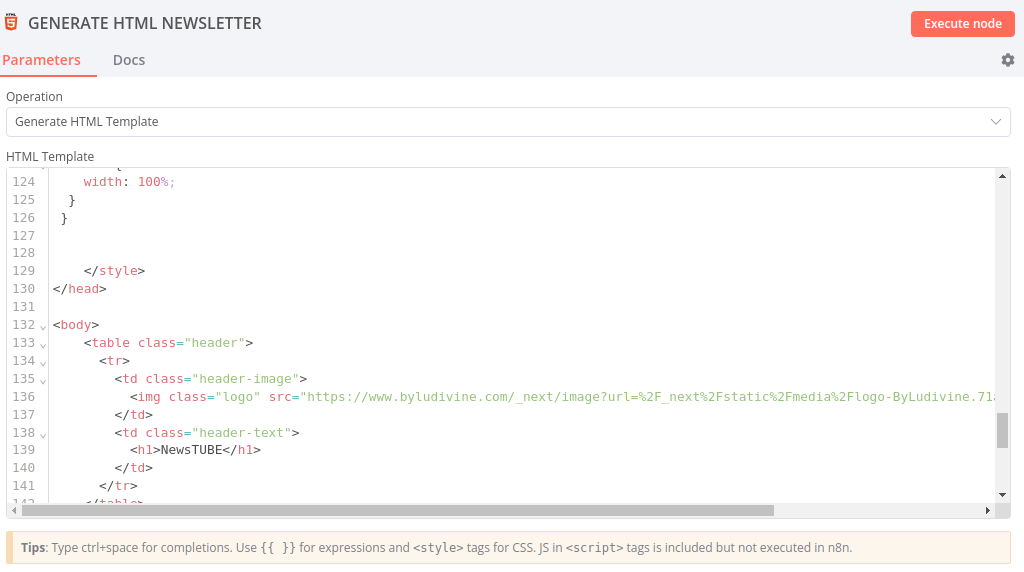 GENERATE HTML NEWSLETTER
Execute node
Parameters
Docs
Operation
Generate HTML Template
HTML Template
124 width: 100%;
125 }
126 }
127
128
129 </style>
130 </head>
131
132 <body>
133 <table class="header">
134 <tr>
135 <td class="header-image">
136 <img class="logo" src="https://www.byludivine.com/_next/image?url=%2F_next%2Fstatic%2Fmedia%2Flogo-ByLudivine.71
137 </td>
138 <td class="header-text">
139 <h1>NewsTUBE</h1>
140 </td>
141 </tr>
142 </table>
Tips: Type ctrl+space for completions. Use {{ }} for expressions and <style> tags for CSS. JS in <script> tags is included but not executed in n8n.